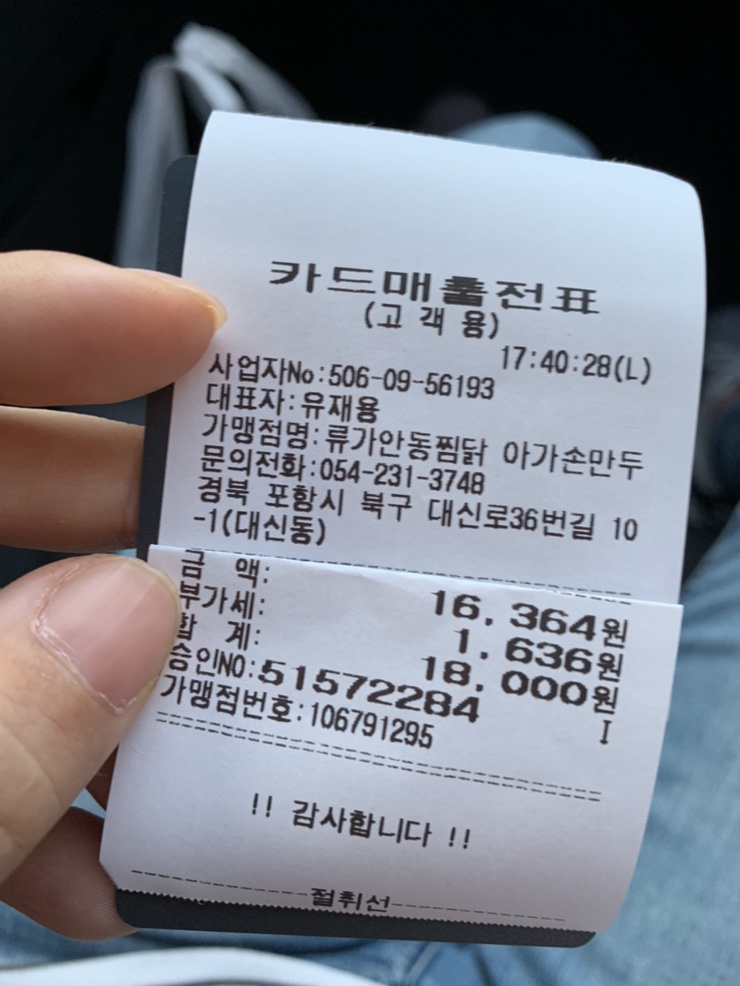 카드매출전표
(고 객 용)
17:40:28(L)
사업자No:506-09-56193
대표자:유재용
가맹점명:류가안동찜닭 아가손만두
문의전화:054-231-3748
경북 포항시 북구 대신로36번길 10
-1(대신동)
금 액: 16,364원
부가세: 1,636원
합 계: 18,000원
승인NO:51572284 I
가맹점번호:106791295
!! 감사합니다 !!
절취선